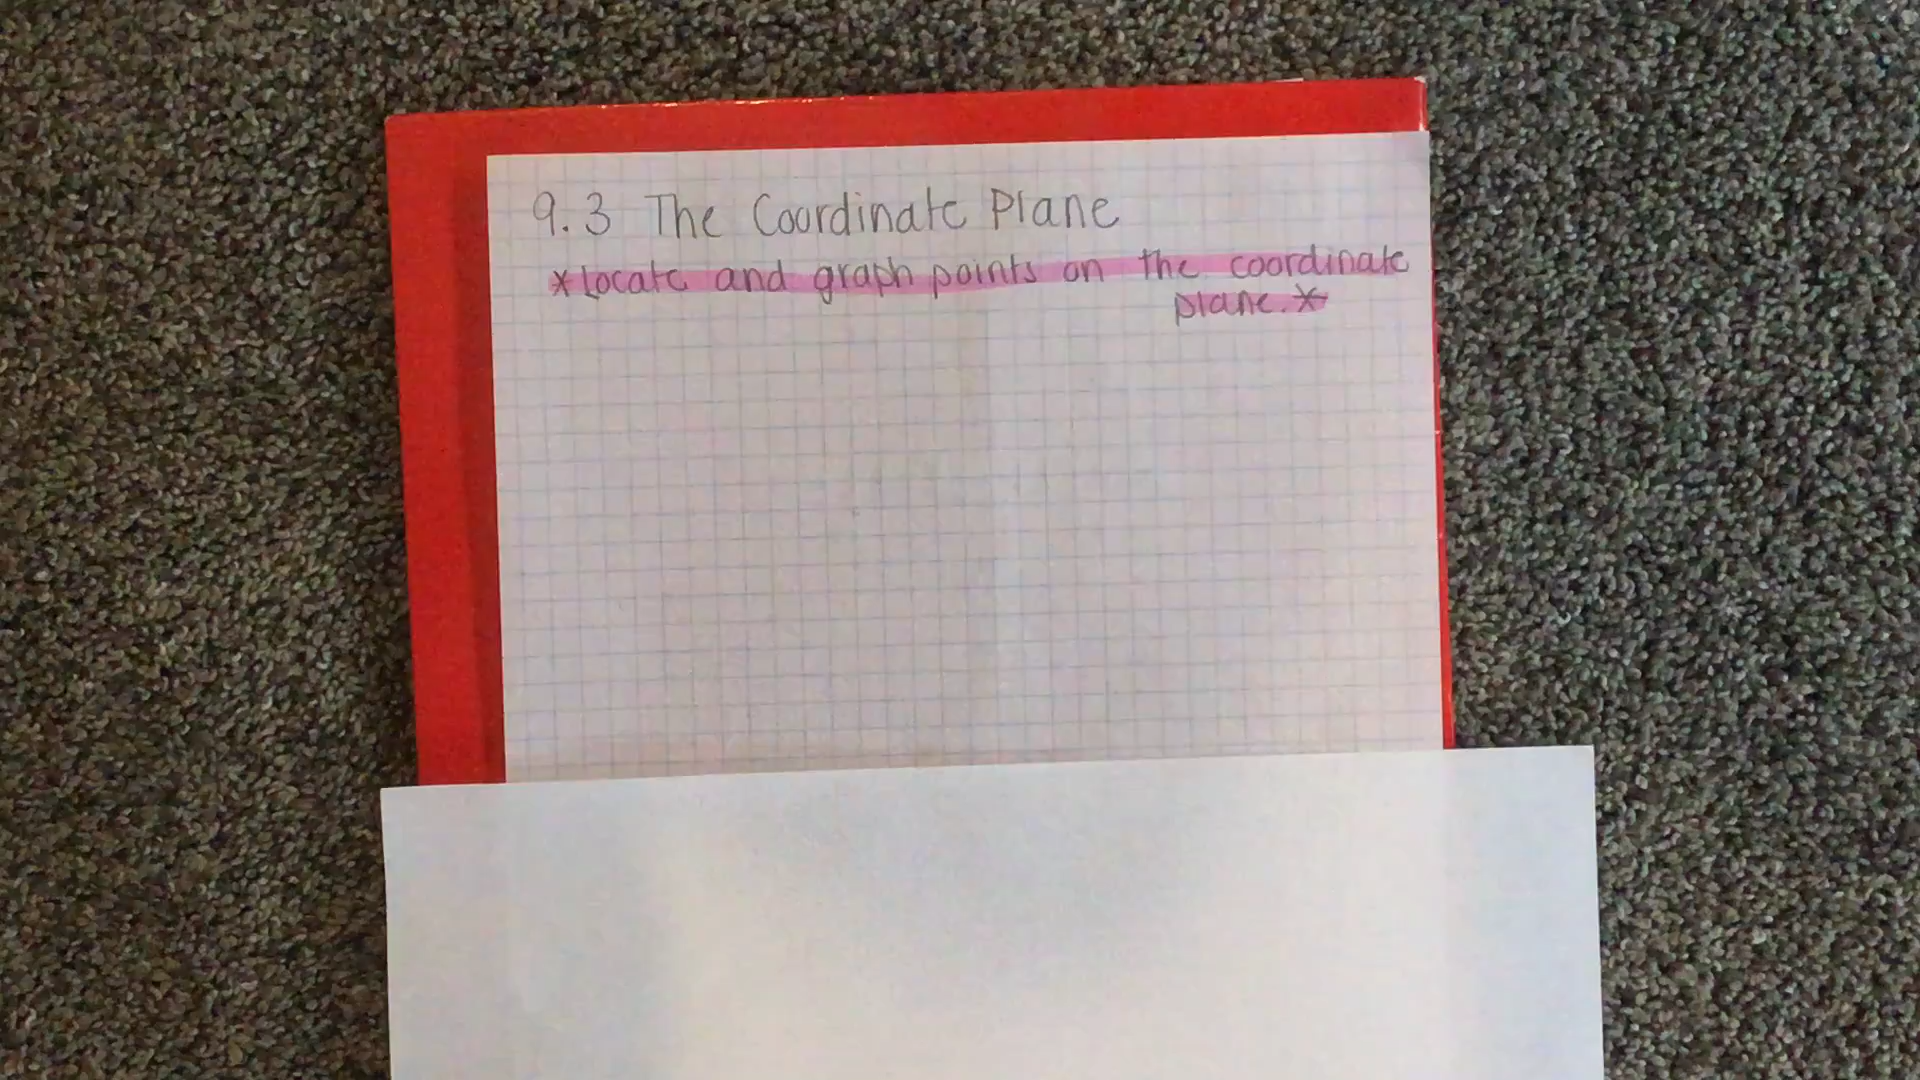 9.3 The Coordinate Plane
*Locate and graph points on the coordinate
plane.*